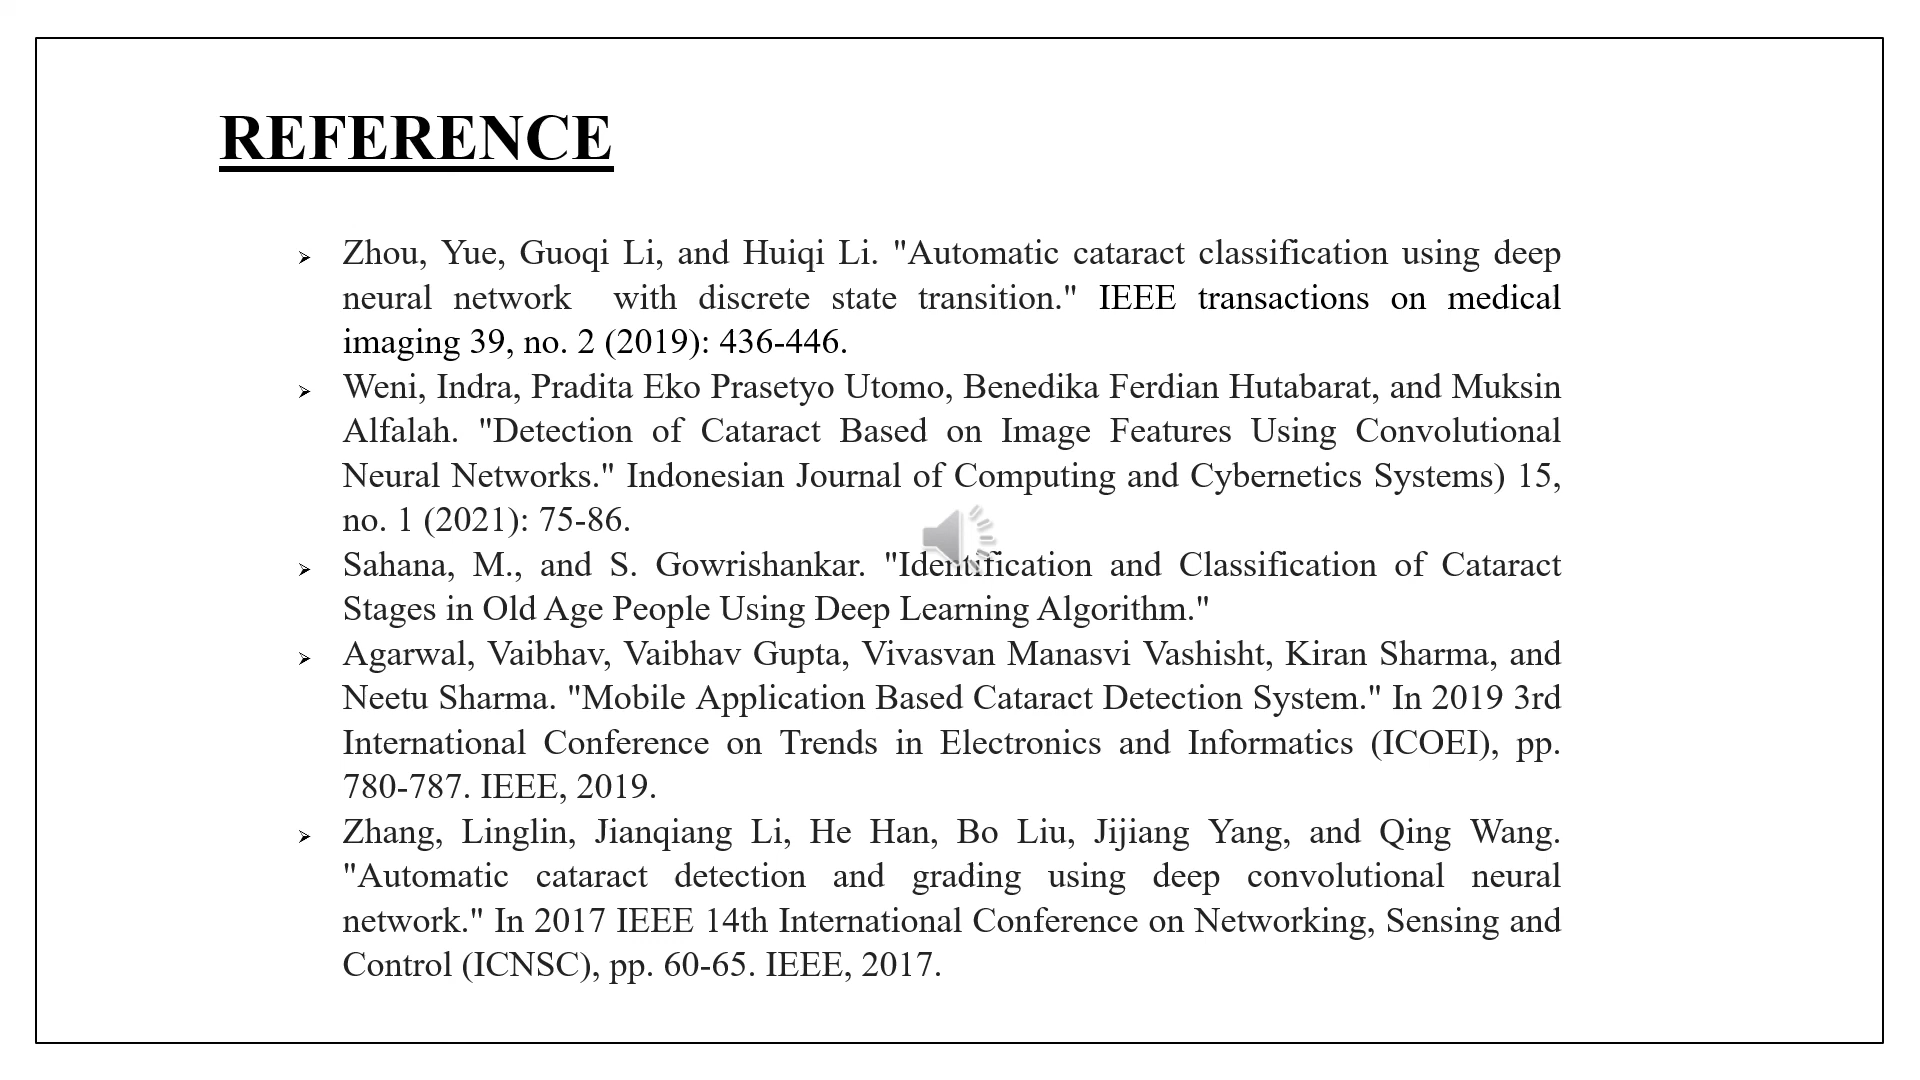 REFERENCE
➢ Zhou, Yue, Guoqi Li, and Huiqi Li. "Automatic cataract classification using deep
neural network  with discrete state transition." IEEE transactions on medical
imaging 39, no. 2 (2019): 436-446.
➢ Weni, Indra, Pradita Eko Prasetyo Utomo, Benedika Ferdian Hutabarat, and Muksin
Alfalah. "Detection of Cataract Based on Image Features Using Convolutional
Neural Networks." Indonesian Journal of Computing and Cybernetics Systems) 15,
no. 1 (2021): 75-86.
➢ Sahana, M., and S. Gowrishankar. "Identification and Classification of Cataract
Stages in Old Age People Using Deep Learning Algorithm."
➢ Agarwal, Vaibhav, Vaibhav Gupta, Vivasvan Manasvi Vashisht, Kiran Sharma, and
Neetu Sharma. "Mobile Application Based Cataract Detection System." In 2019 3rd
International Conference on Trends in Electronics and Informatics (ICOEI), pp.
780-787. IEEE, 2019.
➢ Zhang, Linglin, Jianqiang Li, He Han, Bo Liu, Jijiang Yang, and Qing Wang.
"Automatic cataract detection and grading using deep convolutional neural
network." In 2017 IEEE 14th International Conference on Networking, Sensing and
Control (ICNSC), pp. 60-65. IEEE, 2017.